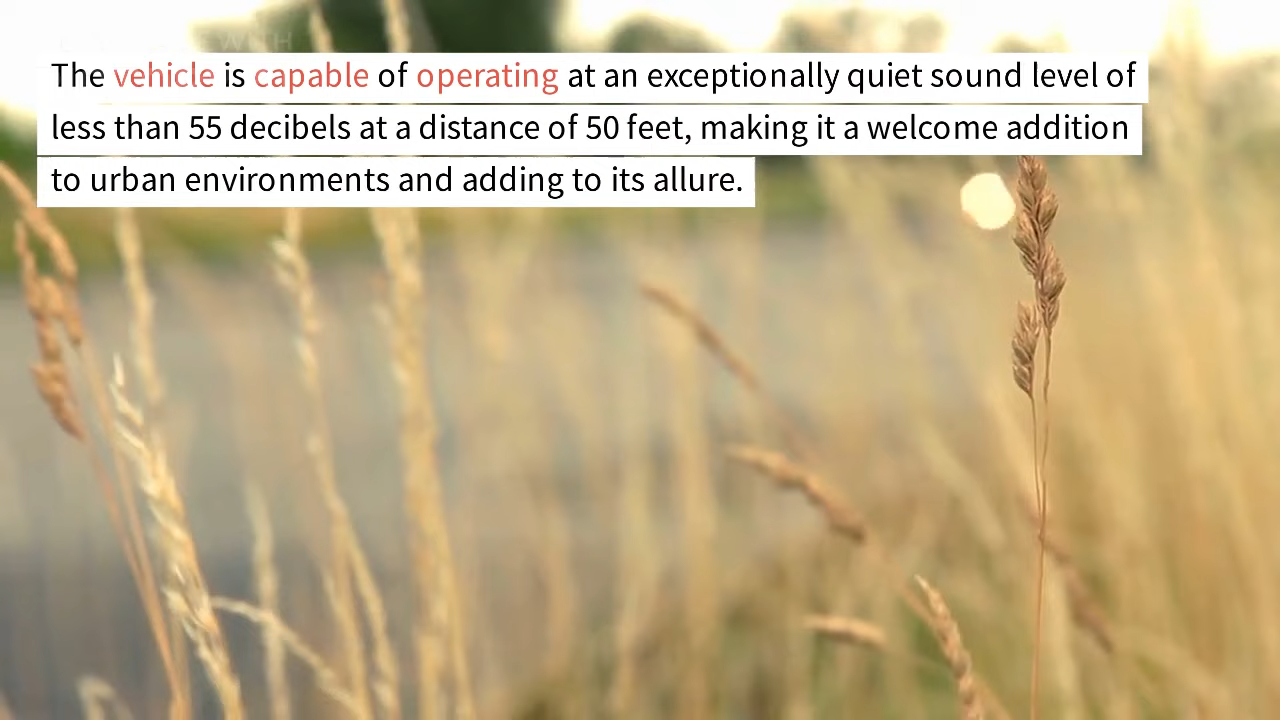 WITH
The vehicle is capable of operating at an exceptionally quiet sound level of
less than 55 decibels at a distance of 50 feet, making it a welcome addition
to urban environments and adding to its allure.